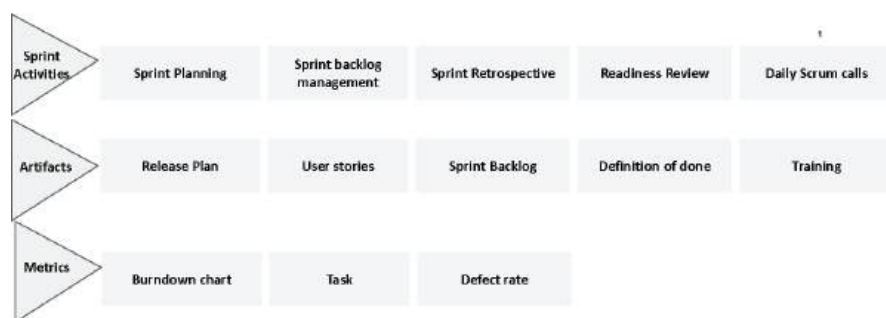 Sprint
Activities
Sprint Planning
Sprint backlog
management
Sprint Retrospective
Readiness Review
Daily Scrum calls
Artifacts
Release Plan
User stories
Sprint Backlog
Definition of done
Training
Metrics
Burndown chart
Task
Defect rate